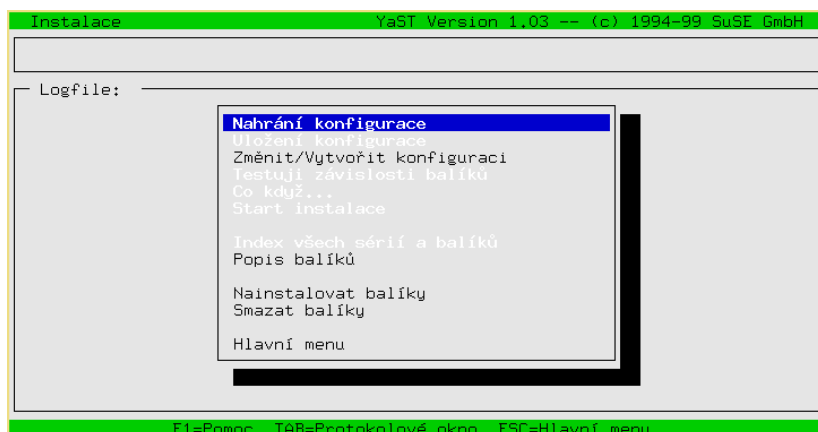 Instalace YaST Version 1.03 -- (c) 1994-99 SuSE GmbH
Logfile:
Nahrání konfigurace
Uložení konfigurace
Změnit/Vytvořit konfiguraci
Testuji závislosti balíků
Co když...
Start instalace
Index všech sérií a balíků
Popis balíků
Nainstalovat balíky
Smazat balíky
Hlavní menu
F1=Pomoc TAB=Protokolové okno ESC=Hlavní menu